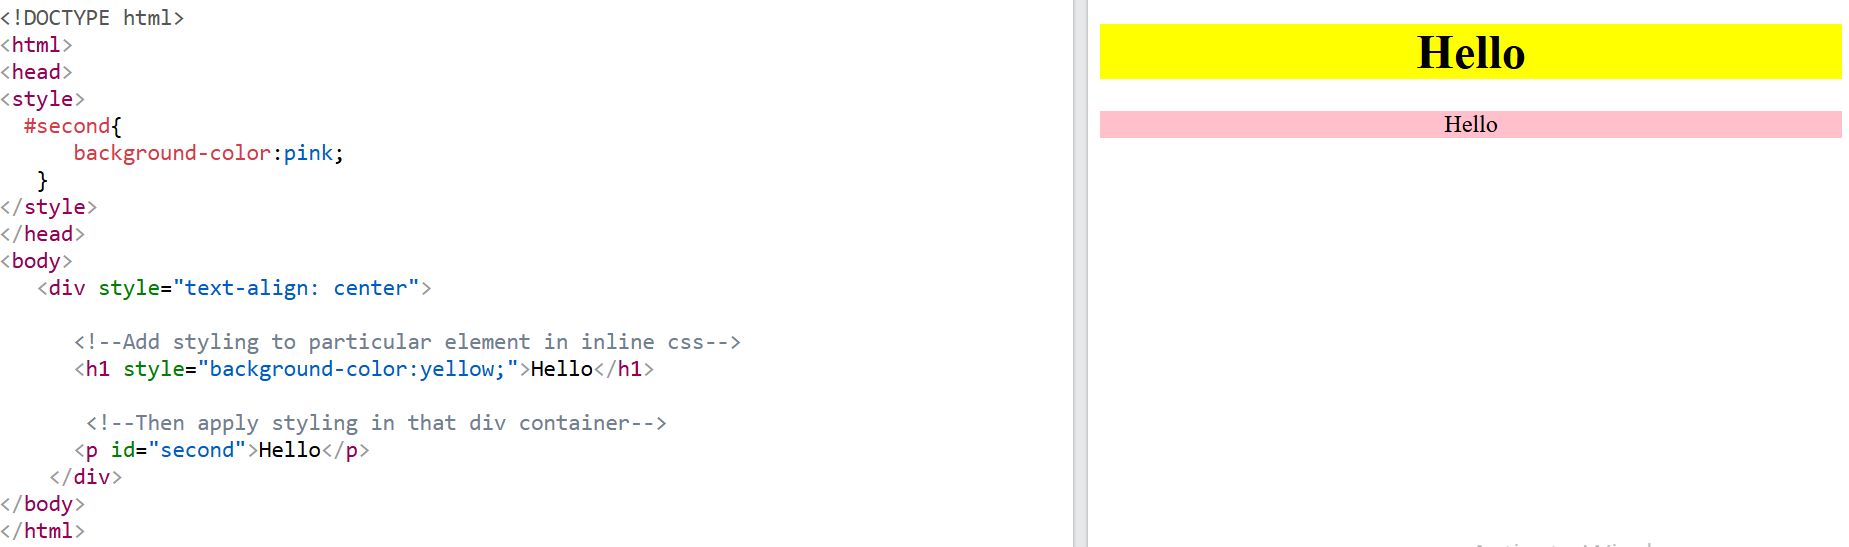 <!DOCTYPE html>
<html>
<head>
<style>
  #second{
      background-color:pink;
   }
</style>
</head>
<body>
   <div style="text-align: center">

      <!--Add styling to particular element in inline css-->
      <h1 style="background-color:yellow;">Hello</h1>

       <!--Then apply styling in that div container-->
      <p id="second">Hello</p>
    </div>
</body>
</html>
Hello
Hello